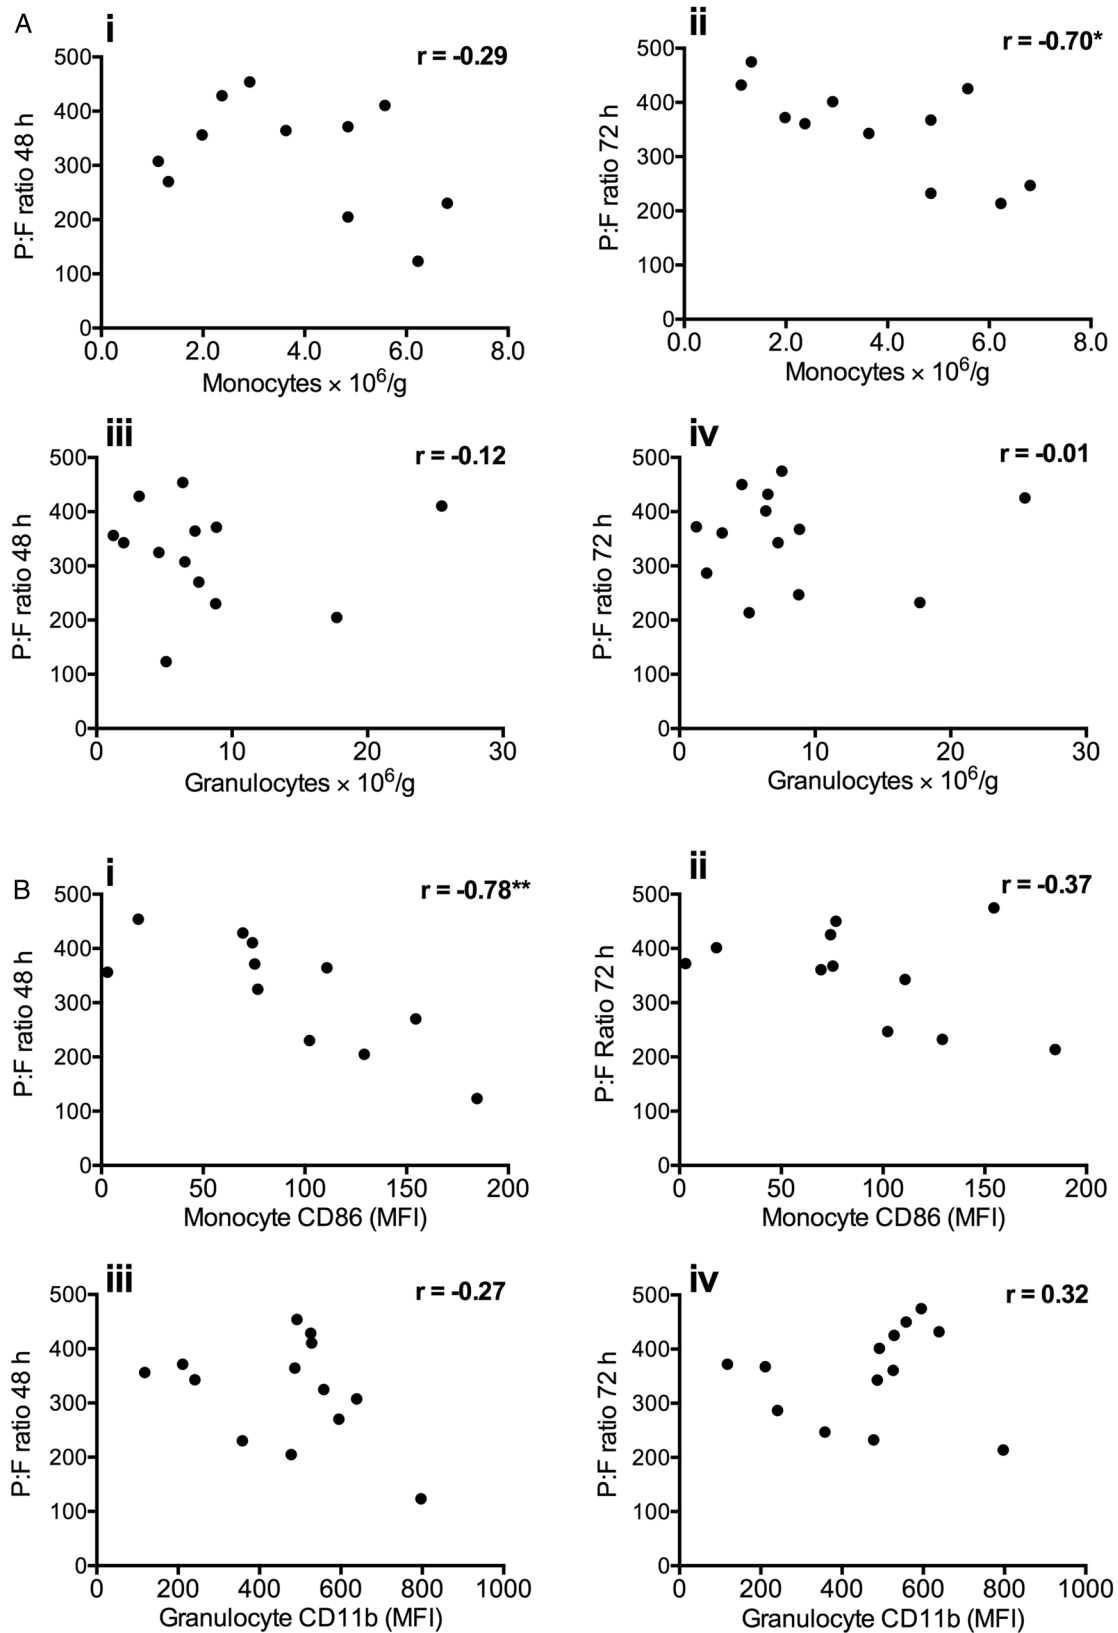 A
i
r = -0.29
500
400
300
200
100
0
P:F ratio 48 h
0.0 2.0 4.0 6.0 8.0
Monocytes × 10⁶/g
ii
r = -0.70*
500
400
300
200
100
0
P:F ratio 72 h
0.0 2.0 4.0 6.0 8.0
Monocytes × 10⁶/g
iii
r = -0.12
500
400
300
200
100
0
P:F ratio 48 h
0 10 20 30
Granulocytes × 10⁶/g
iv
r = -0.01
500
400
300
200
100
0
P:F ratio 72 h
0 10 20 30
Granulocytes × 10⁶/g
B
i
r = -0.78**
500
400
300
200
100
0
P:F ratio 48 h
0 50 100 150 200
Monocyte CD86 (MFI)
ii
r = -0.37
500
400
300
200
100
0
P:F Ratio 72 h
0 50 100 150 200
Monocyte CD86 (MFI)
iii
r = -0.27
500
400
300
200
100
0
P:F ratio 48 h
0 200 400 600 800 1000
Granulocyte CD11b (MFI)
iv
r = 0.32
500
400
300
200
100
0
P:F ratio 72 h
0 200 400 600 800 1000
Granulocyte CD11b (MFI)